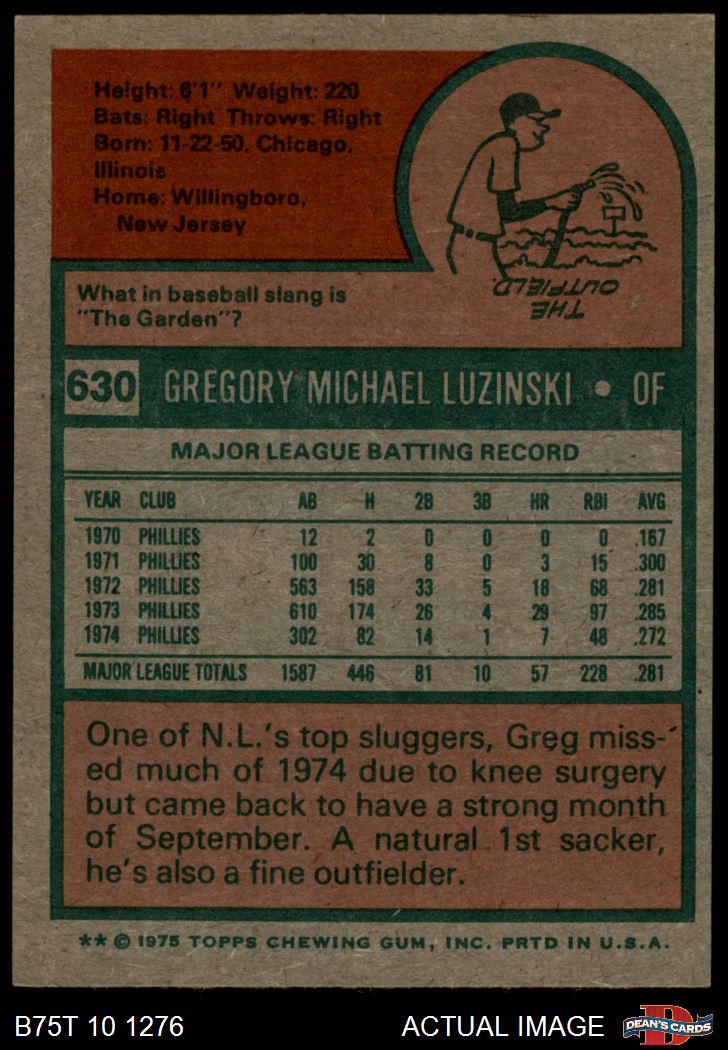 Height: 6'1" Weight: 220
Bats: Right Throws: Right
Born: 11-22-50, Chicago,
Illinois
Home: Willingboro,
New Jersey
THE
OUTFIELD.
What in baseball slang is
"The Garden"?
630 GREGORY MICHAEL LUZINSKI • OF
MAJOR LEAGUE BATTING RECORD
YEAR CLUB AB H 2B 3B HR RBI AVG
1970 PHILLIES 12 2 0 0 0 0 .167
1971 PHILLIES 100 30 8 0 3 15 .300
1972 PHILLIES 563 158 33 5 18 68 .281
1973 PHILLIES 610 174 26 4 29 97 .285
1974 PHILLIES 302 82 14 1 7 48 .272
MAJOR LEAGUE TOTALS 1587 446 81 10 57 228 .281
One of N.L.'s top sluggers, Greg miss-
ed much of 1974 due to knee surgery
but came back to have a strong month
of September. A natural 1st sacker,
he's also a fine outfielder.
** © 1975 TOPPS CHEWING GUM, INC. PRTD IN U.S.A.
B75T 10 1276 ACTUAL IMAGE
D
DEAN'S CARDS